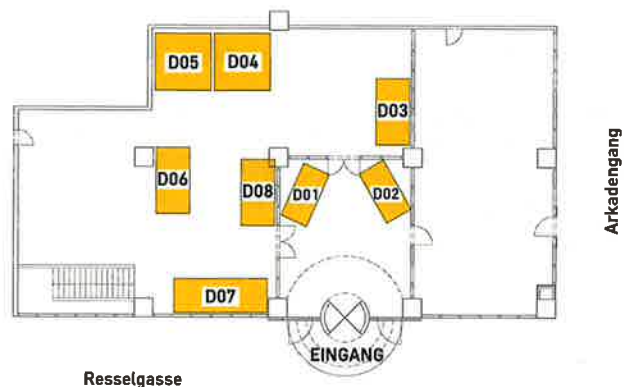 D05
D04
D03
D06
D08
D01
D02
D07
EINGANG
Resselgasse
Arkadengang